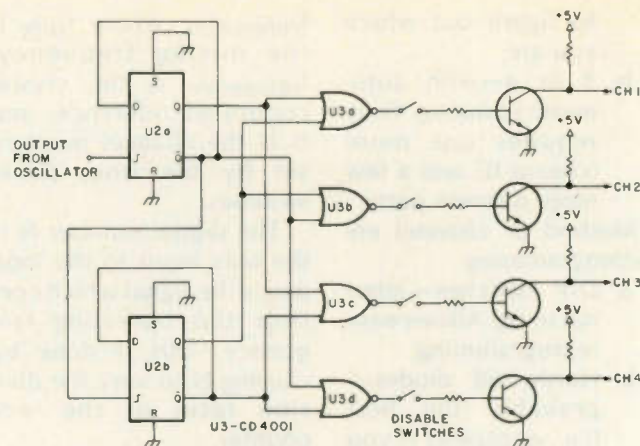 +5V
S
CH1
D Q
U3a
U2a
OUTPUT
FROM
OSCILLATOR
Q̅
R
+5V
CH2
U3b
+5V
S
CH3
D Q
U3c
U2b
+5V
Q̅
R
CH4
U3d
U3-CD4001
DISABLE
SWITCHES